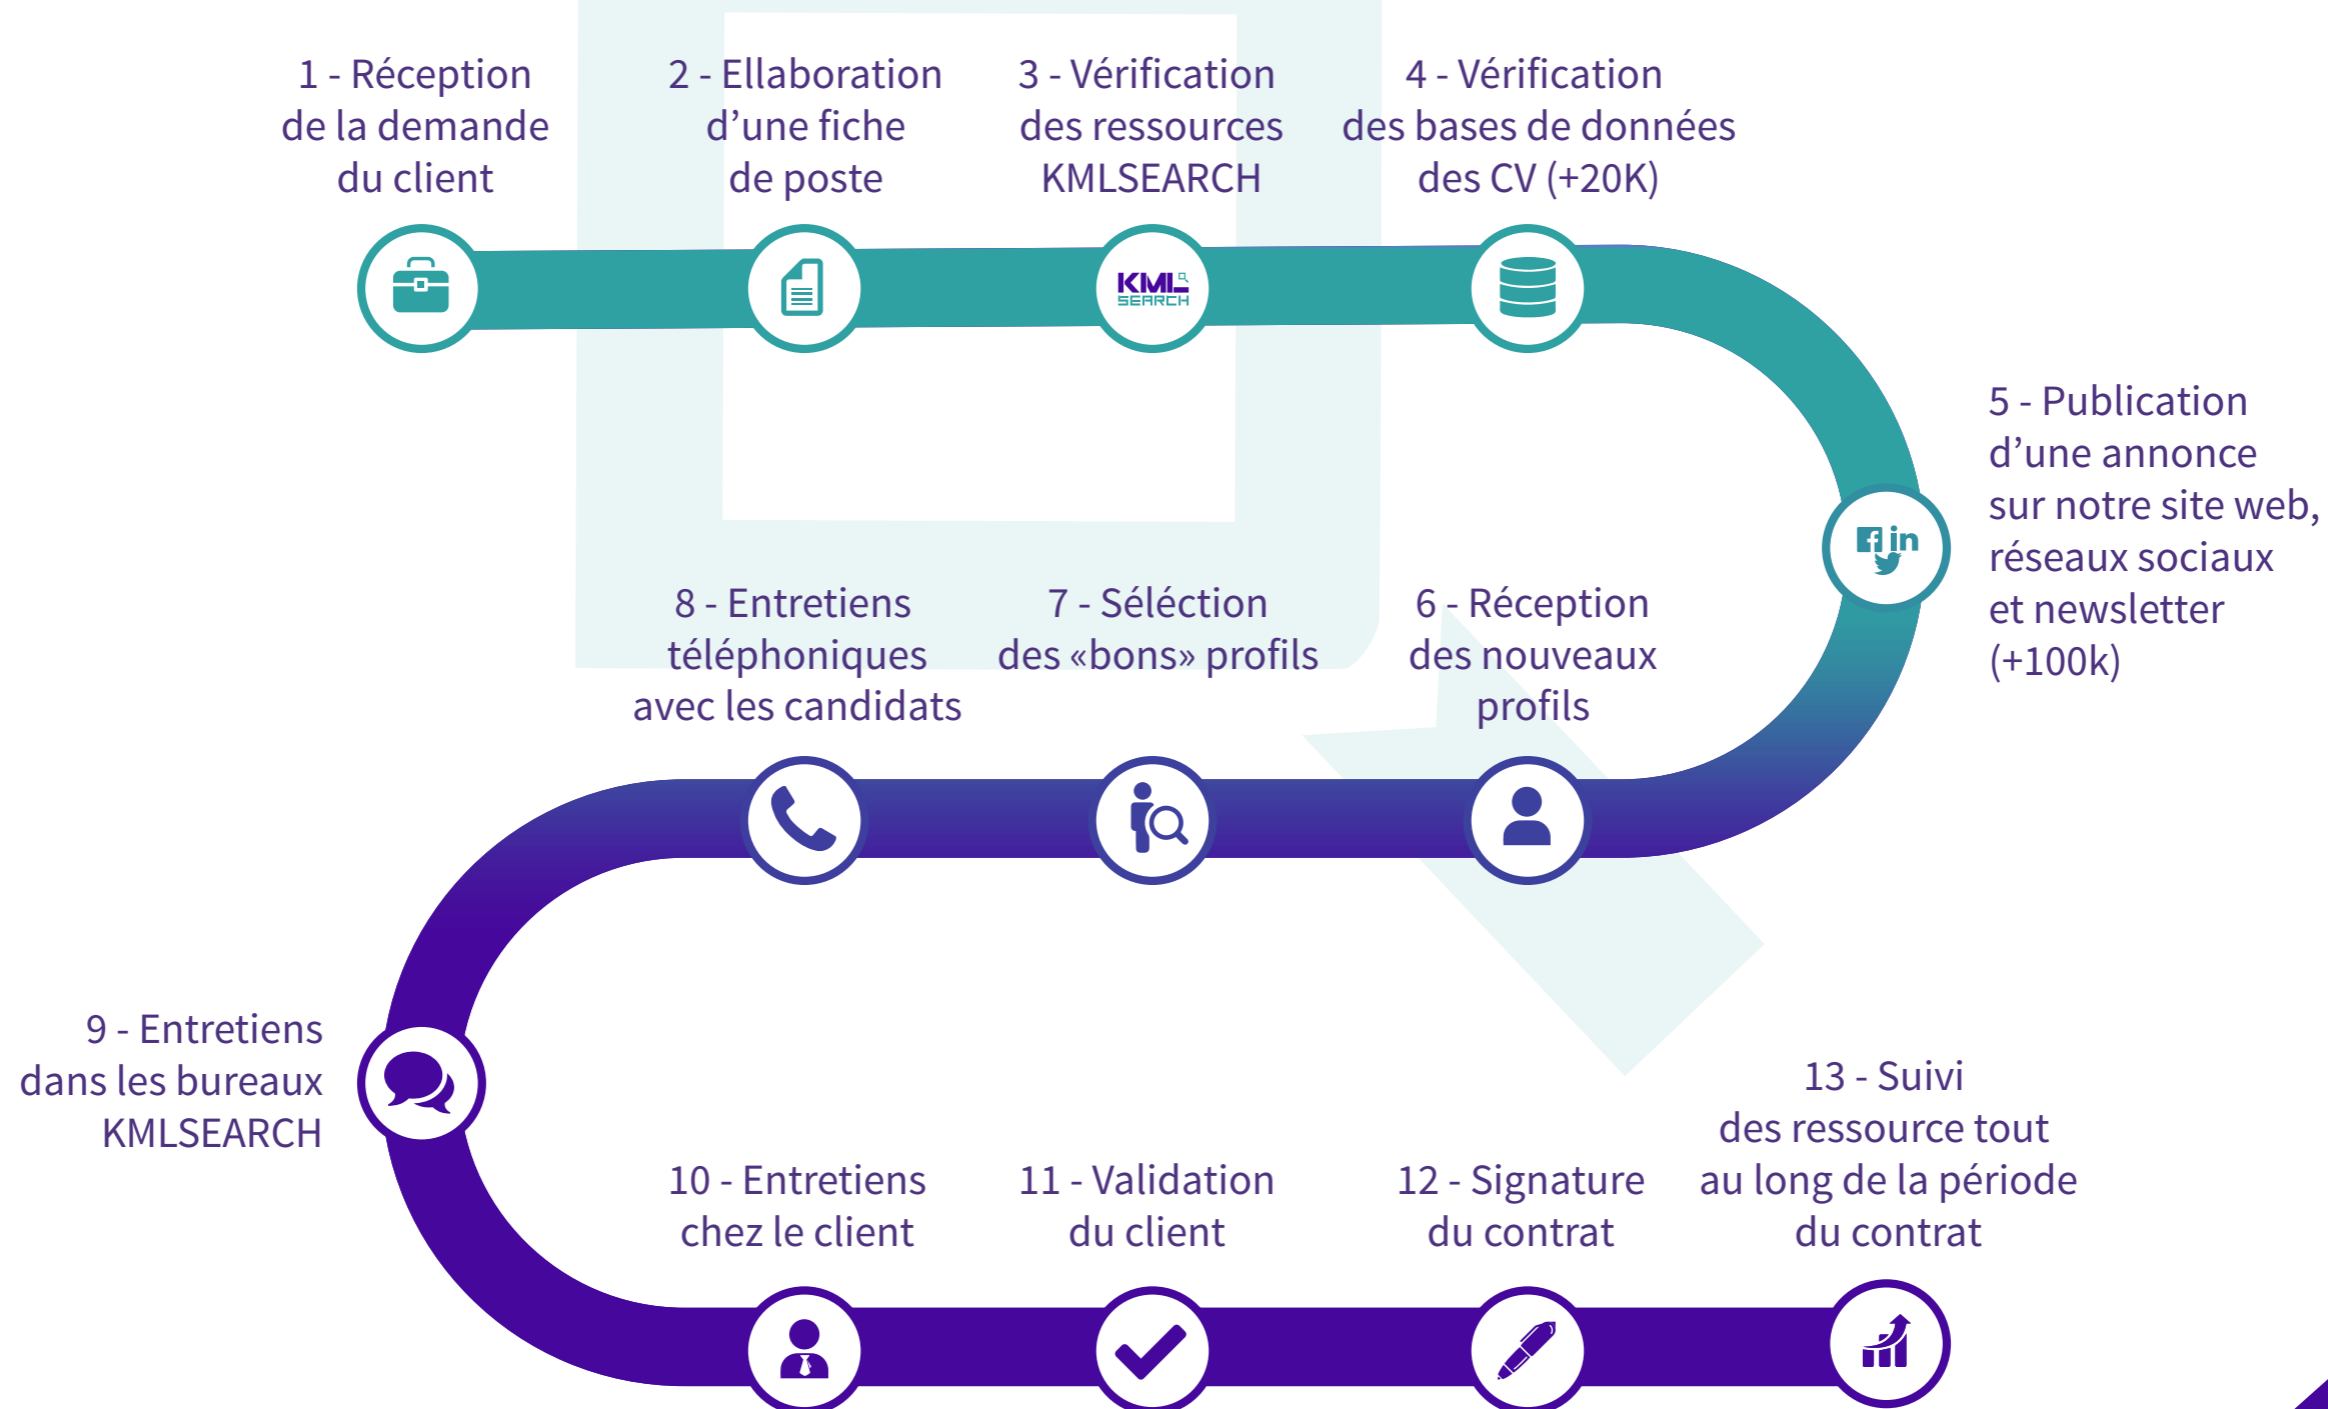 1 - Réception
de la demande
du client
2 - Ellaboration
d’une fiche
de poste
3 - Vérification
des ressources
KMLSEARCH
4 - Vérification
des bases de données
des CV (+20K)
KML
SEARCH
5 - Publication
d’une annonce
sur notre site web,
réseaux sociaux
et newsletter
(+100k)
f in
6 - Réception
des nouveaux
profils
7 - Séléction
des «bons» profils
8 - Entretiens
téléphoniques
avec les candidats
9 - Entretiens
dans les bureaux
KMLSEARCH
10 - Entretiens
chez le client
11 - Validation
du client
12 - Signature
du contrat
13 - Suivi
des ressource tout
au long de la période
du contrat